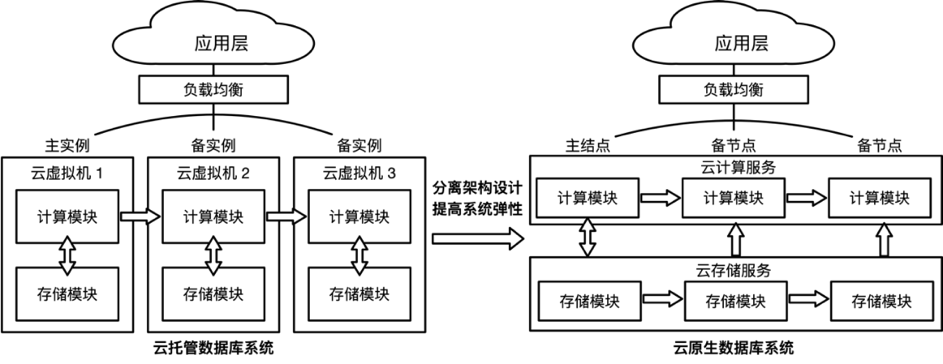 应用层
负载均衡
主实例
备实例
备实例
云虚拟机 1
云虚拟机 2
云虚拟机 3
计算模块
计算模块
计算模块
存储模块
存储模块
存储模块
云托管数据库系统
分离架构设计
提高系统弹性
应用层
负载均衡
主结点
备节点
备节点
云计算服务
计算模块
计算模块
计算模块
云存储服务
存储模块
存储模块
存储模块
云原生数据库系统